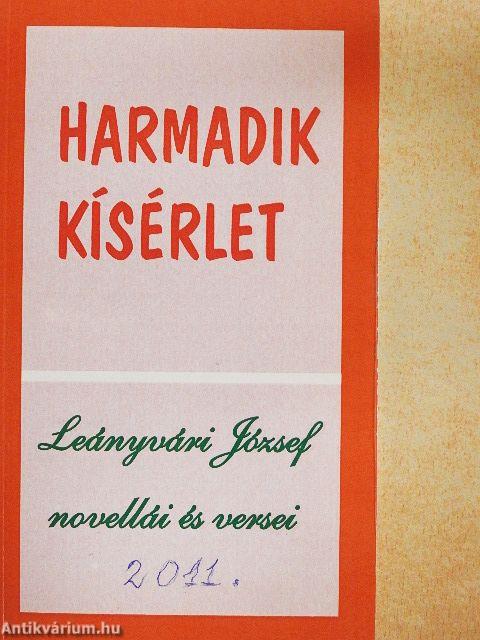 HARMADIK
KÍSÉRLET
Leányvári József
novellái és versei
2011.
Antikvárium.hu